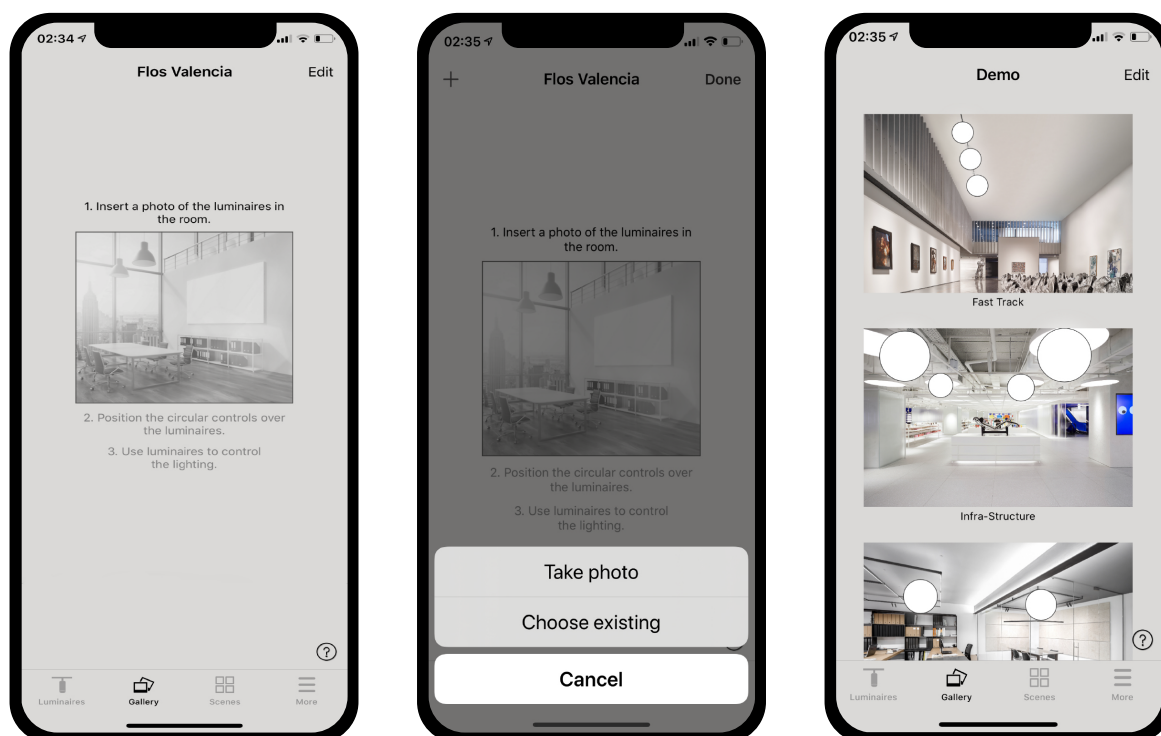 02:34
Flos Valencia
Edit
1. Insert a photo of the luminaires in
the room.
2. Position the circular controls over
the luminaires.
3. Use luminaires to control
the lighting.
?
Luminaires
Gallery
Scenes
More
02:35
+
Flos Valencia
Done
1. Insert a photo of the luminaires in
the room.
2. Position the circular controls over
the luminaires.
3. Use luminaires to control
the lighting.
Take photo
Choose existing
Cancel
02:35
Demo
Edit
Fast Track
Infra-Structure
?
Luminaires
Gallery
Scenes
More